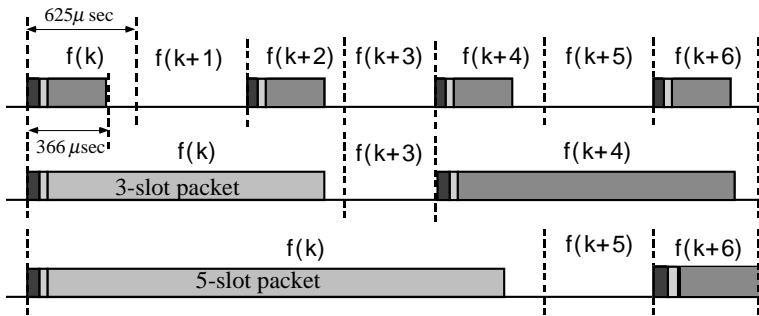 625μ sec
f(k) f(k+1) f(k+2) f(k+3) f(k+4) f(k+5) f(k+6)
366 μsec
f(k) f(k+3) f(k+4)
3-slot packet
f(k) f(k+5) f(k+6)
5-slot packet